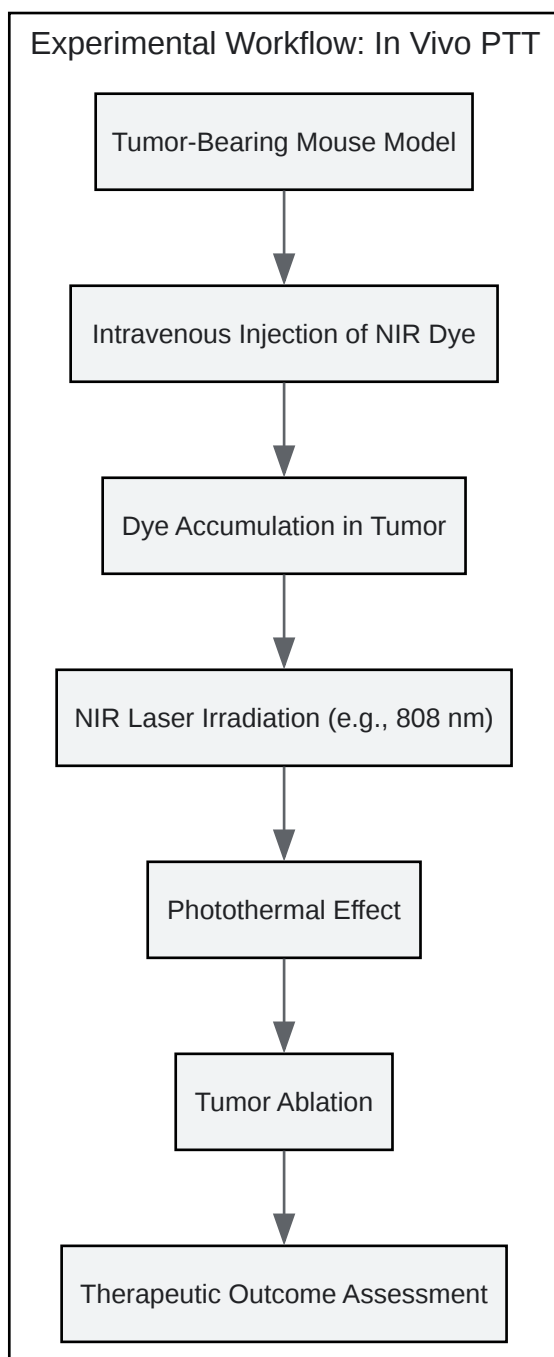 Experimental Workflow: In Vivo PTT
Tumor-Bearing Mouse Model
Intravenous Injection of NIR Dye
Dye Accumulation in Tumor
NIR Laser Irradiation (e.g., 808 nm)
Photothermal Effect
Tumor Ablation
Therapeutic Outcome Assessment